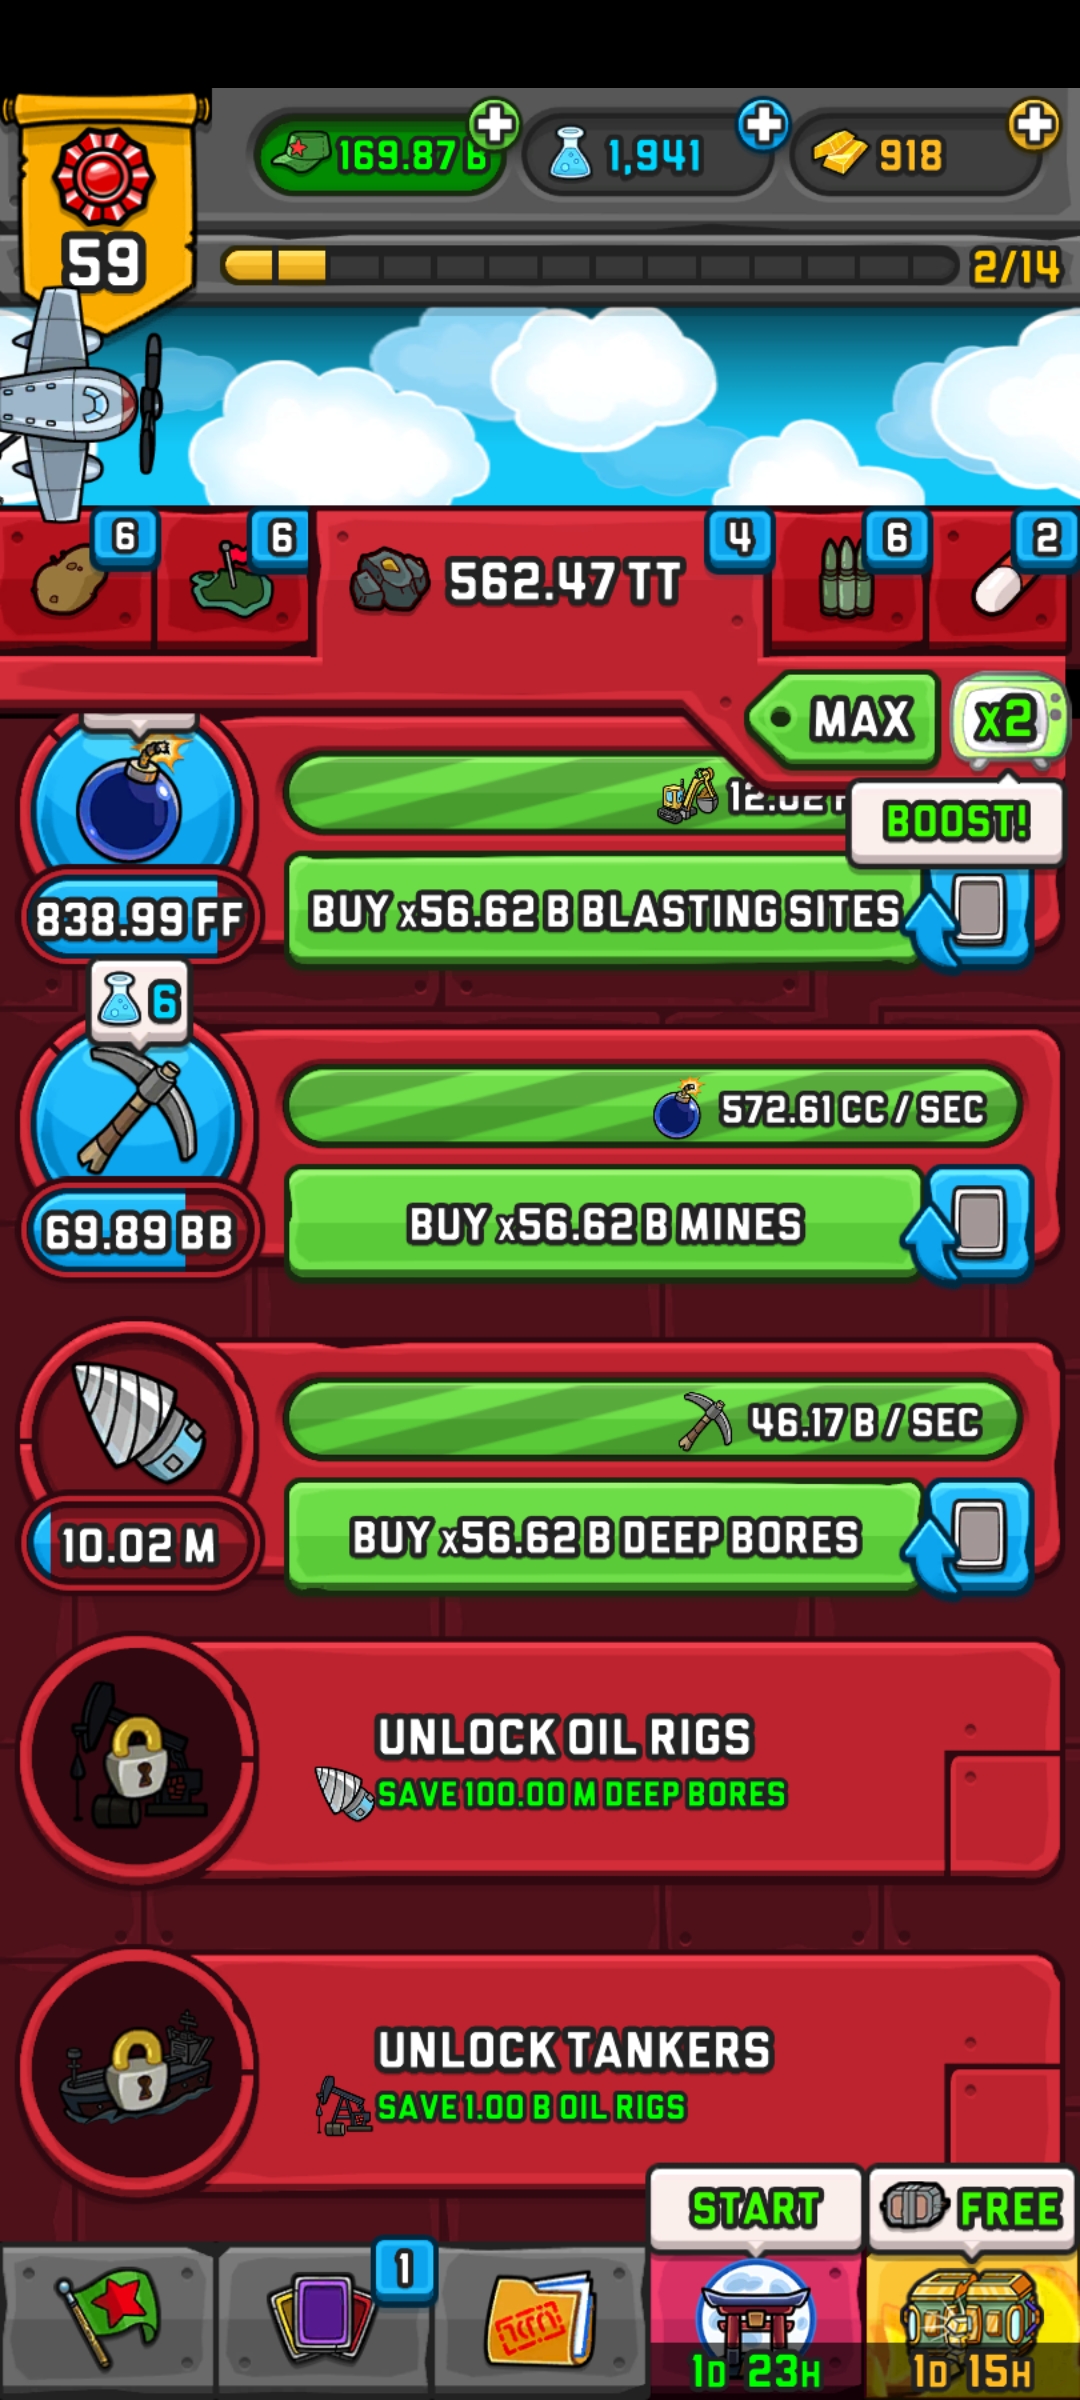 169.87 B
1,941
918
59
2/14
6
6
562.47 TT
4
6
2
MAX
x2
BOOST!
838.99 FF
BUY x56.62 B BLASTING SITES
6
572.61 CC / SEC
69.89 BB
BUY x56.62 B MINES
46.17 B / SEC
10.02 M
BUY x56.62 B DEEP BORES
UNLOCK OIL RIGS
SAVE 100.00 M DEEP BORES
UNLOCK TANKERS
SAVE 1.00 B OIL RIGS
START
FREE
1
1D 23H
1D 15H